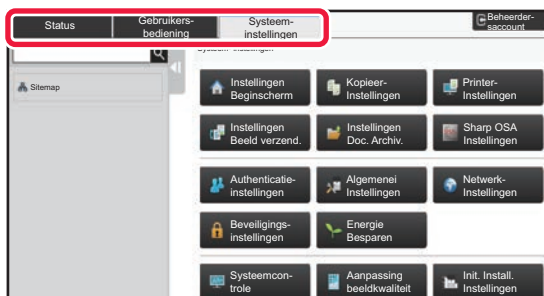 Status
Gebruikers-
bediening
Systeem-
instellingen
Beheerder-
saccount
Sitemap
Instellingen
Beginscherm
Kopieer-
Instellingen
Printer-
Instellingen
Instellingen
Beeld verzend.
Instellingen
Doc. Archiv.
Sharp OSA
Instellingen
Authenticatie-
instellingen
Algemenei
Instellingen
Netwerk-
Instellingen
Beveiligings-
instellingen
Energie
Besparen
Systeemcon-
trole
Aanpassing
beeldkwaliteit
Init. Install.
Instellingen